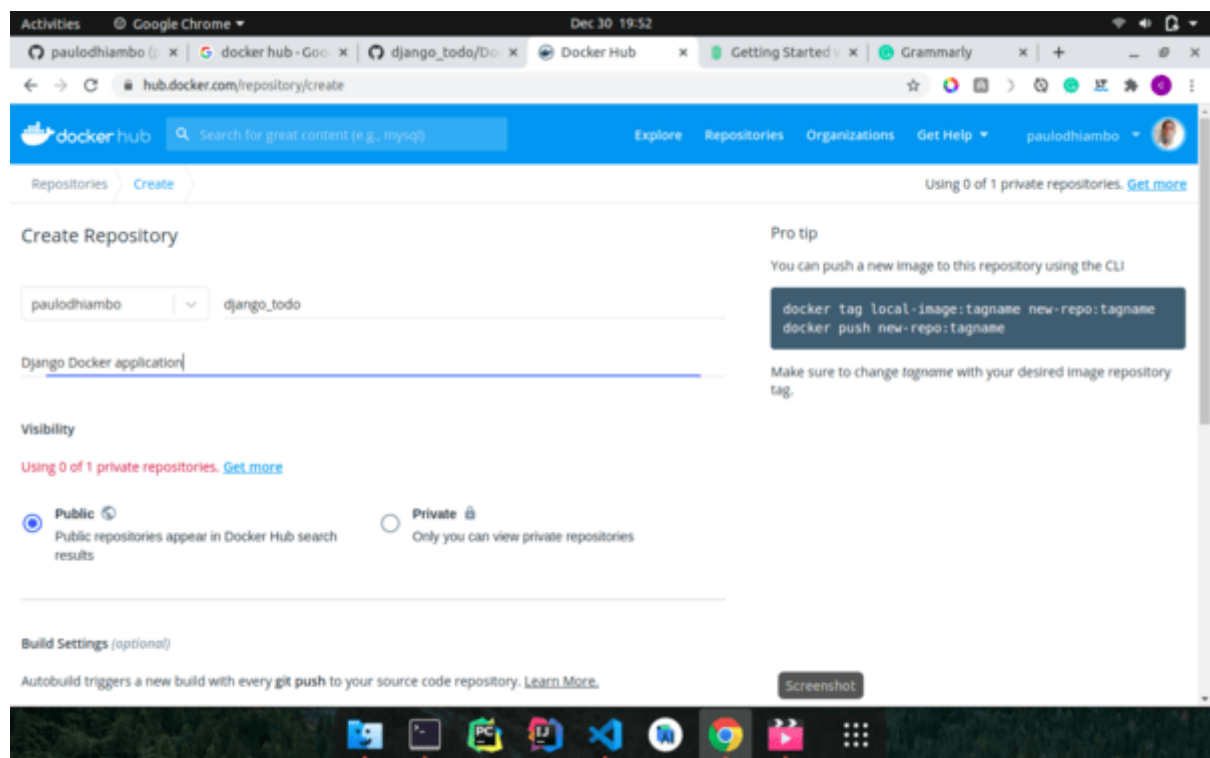 Activities Google Chrome Dec 30 19:52
paulodhiambo docker hub - Goo django_todo/Do Docker Hub Getting Started Grammarly
hub.docker.com/repository/create
docker hub Search for great content (e.g., mysql) Explore Repositories Organizations Get Help paulodhiambo
Repositories Create Using 0 of 1 private repositories. Get more
Create Repository
paulodhiambo django_todo
Django Docker application
Visibility
Using 0 of 1 private repositories. Get more
Public
Public repositories appear in Docker Hub search
results
Private
Only you can view private repositories
Build Settings (optional)
Autobuild triggers a new build with every git push to your source code repository. Learn More.
Pro tip
You can push a new image to this repository using the CLI
docker tag local-image:tagname new-repo:tagname
docker push new-repo:tagname
Make sure to change tagname with your desired image repository
tag.
Screenshot
PC
IJ